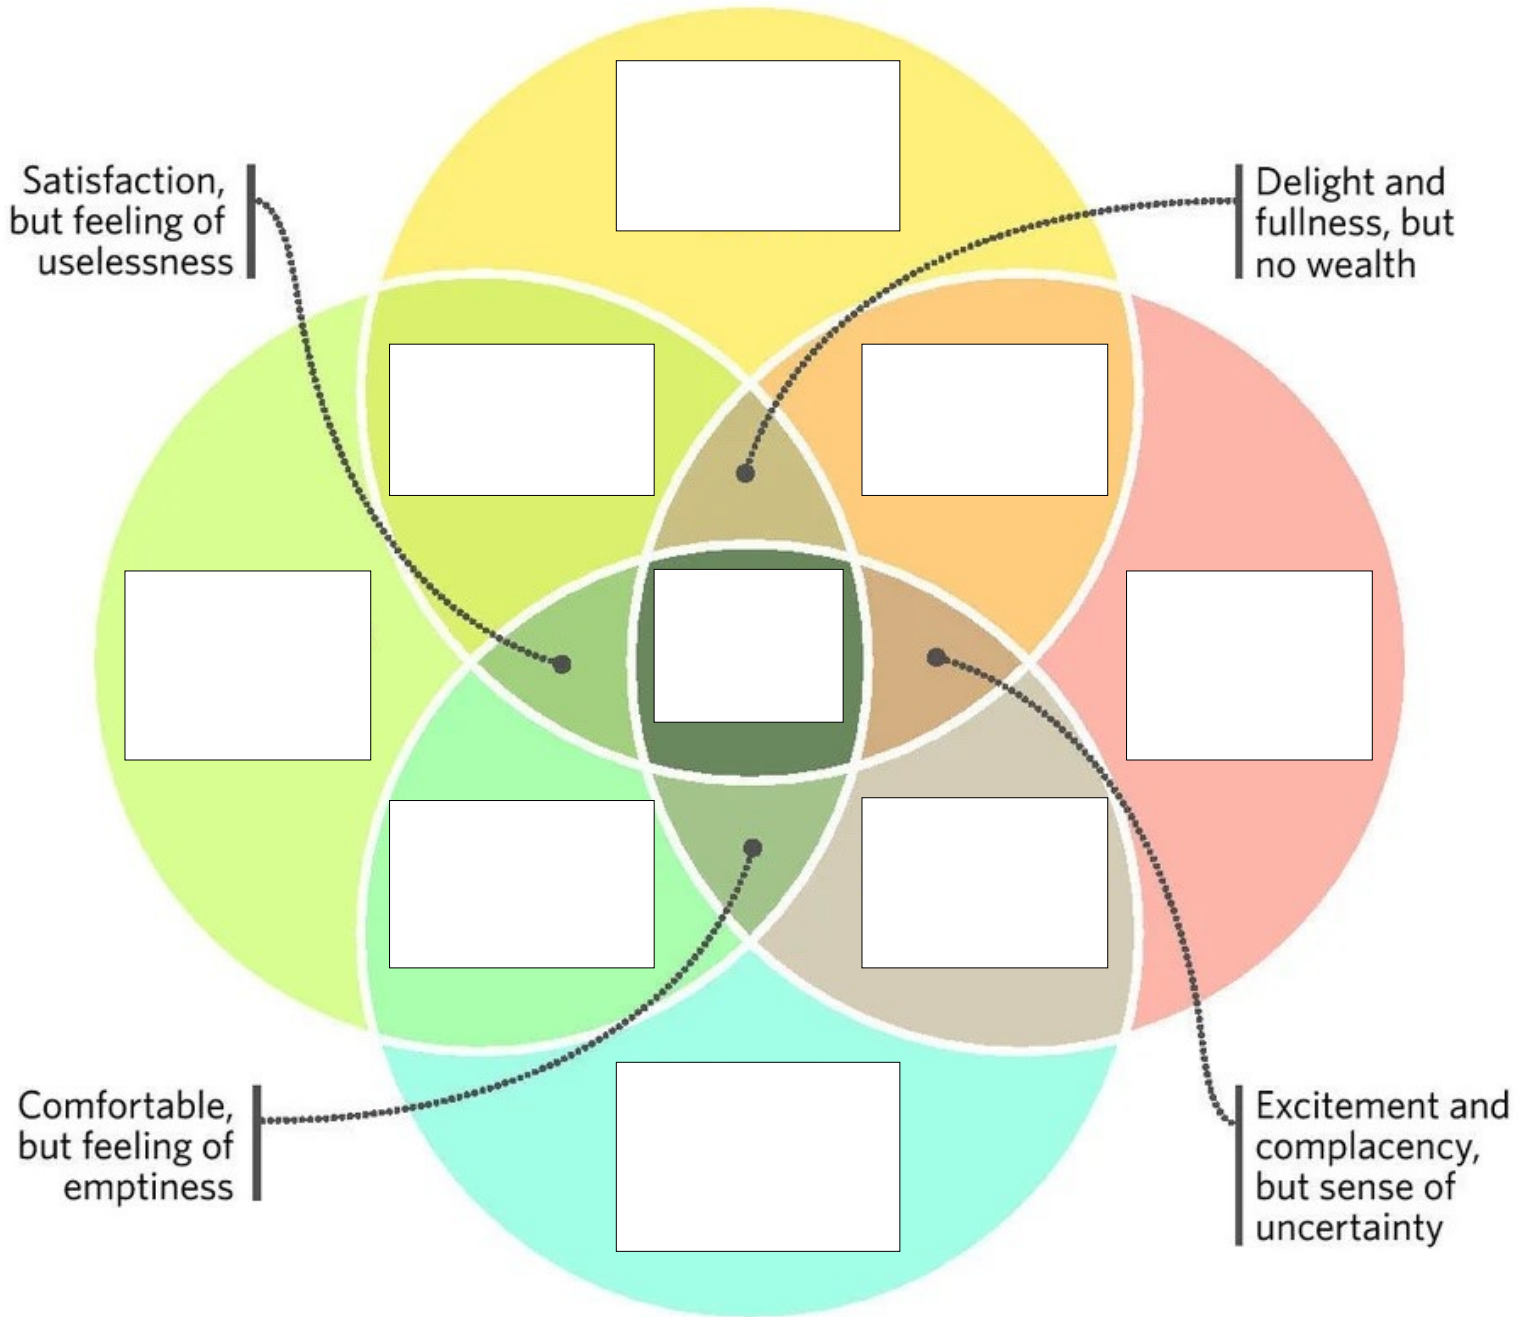 Satisfaction,
but feeling of
uselessness
Delight and
fullness, but
no wealth
Comfortable,
but feeling of
emptiness
Excitement and
complacency,
but sense of
uncertainty